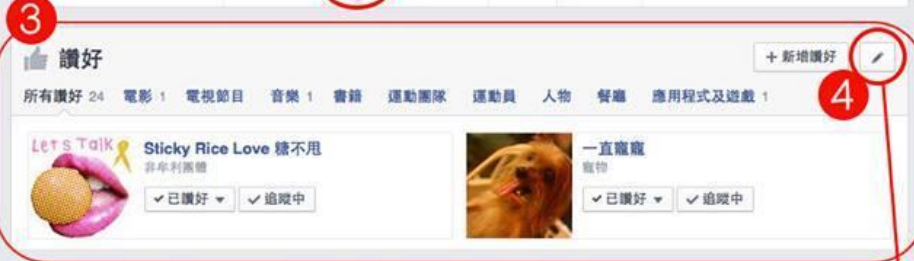 3
讚好
+ 新增讚好
4
所有讚好 24 電影 1 電視節目 音樂 1 書籍 運動團隊 運動員 人物 餐廳 應用程式及遊戲 1
Let's Talk
Sticky Rice Love 糖不甩
非牟利團體
已讚好 追蹤中
一直寵寵
寵物
已讚好 追蹤中